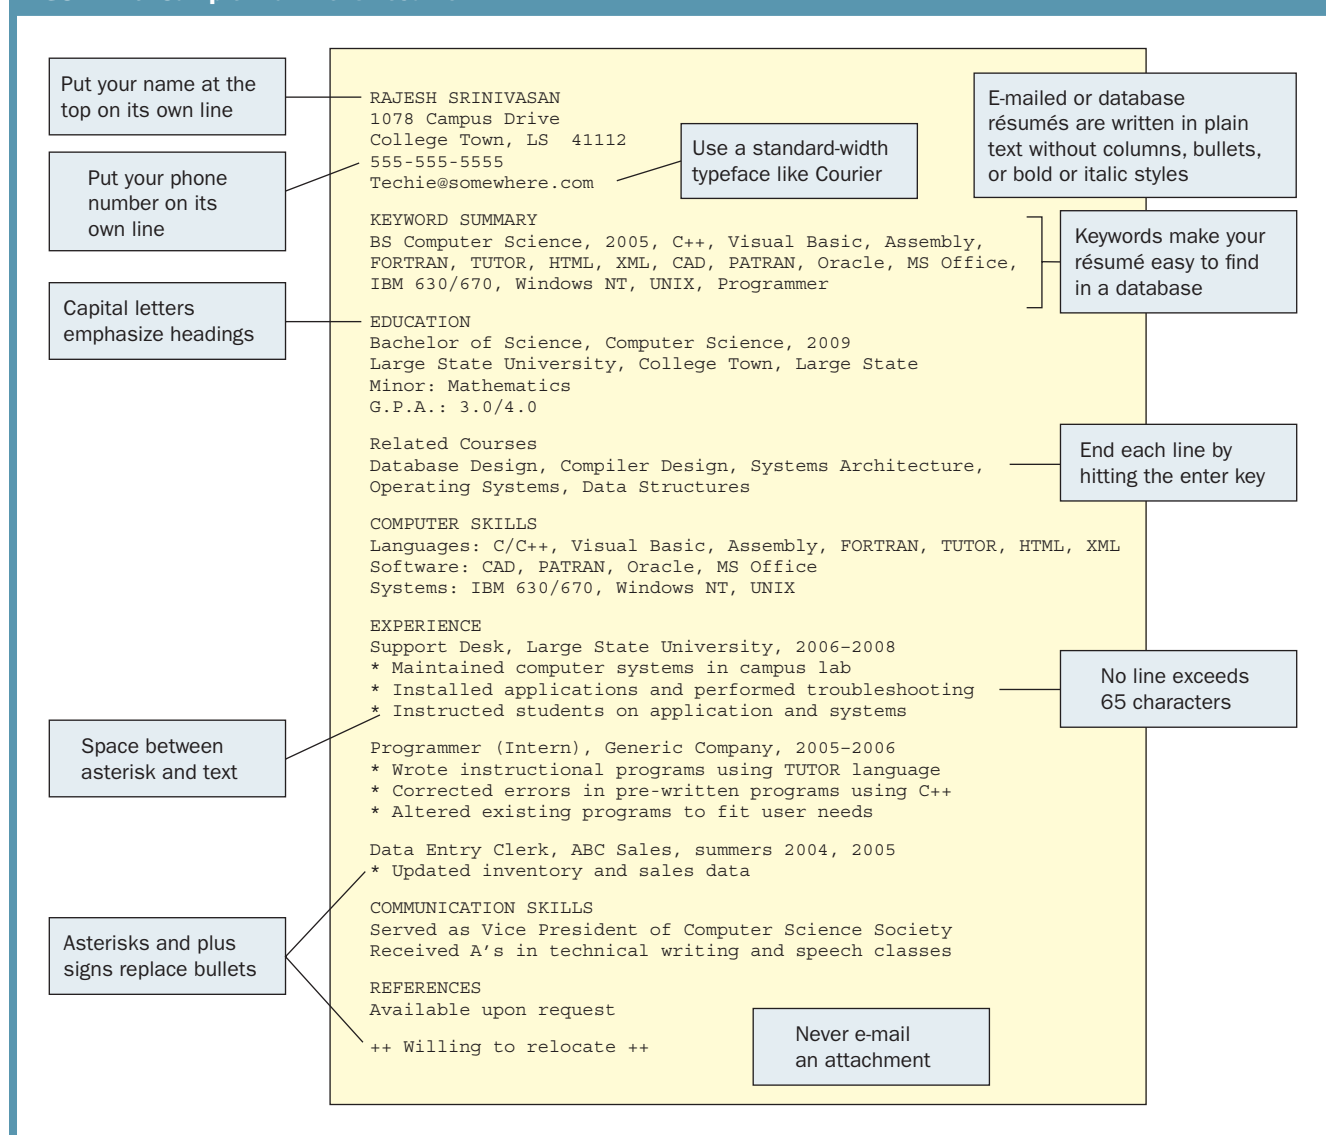 Put your name at the
top on its own line
Put your phone
number on its
own line
Capital letters
emphasize headings
Space between
asterisk and text
Asterisks and plus
signs replace bullets
RAJESH SRINIVASAN
1078 Campus Drive
College Town, LS  41112
555-555-5555
Techie@somewhere.com
KEYWORD SUMMARY
BS Computer Science, 2005, C++, Visual Basic, Assembly,
FORTRAN, TUTOR, HTML, XML, CAD, PATRAN, Oracle, MS Office,
IBM 630/670, Windows NT, UNIX, Programmer
EDUCATION
Bachelor of Science, Computer Science, 2009
Large State University, College Town, Large State
Minor: Mathematics
G.P.A.: 3.0/4.0
Related Courses
Database Design, Compiler Design, Systems Architecture,
Operating Systems, Data Structures
COMPUTER SKILLS
Languages: C/C++, Visual Basic, Assembly, FORTRAN, TUTOR, HTML, XML
Software: CAD, PATRAN, Oracle, MS Office
Systems: IBM 630/670, Windows NT, UNIX
EXPERIENCE
Support Desk, Large State University, 2006–2008
* Maintained computer systems in campus lab
* Installed applications and performed troubleshooting
* Instructed students on application and systems
Programmer (Intern), Generic Company, 2005–2006
* Wrote instructional programs using TUTOR language
* Corrected errors in pre-written programs using C++
* Altered existing programs to fit user needs
Data Entry Clerk, ABC Sales, summers 2004, 2005
* Updated inventory and sales data
COMMUNICATION SKILLS
Served as Vice President of Computer Science Society
Received A's in technical writing and speech classes
REFERENCES
Available upon request
++ Willing to relocate ++
Use a standard-width
typeface like Courier
E-mailed or database
résumés are written in plain
text without columns, bullets,
or bold or italic styles
Keywords make your
résumé easy to find
in a database
End each line by
hitting the enter key
No line exceeds
65 characters
Never e-mail
an attachment